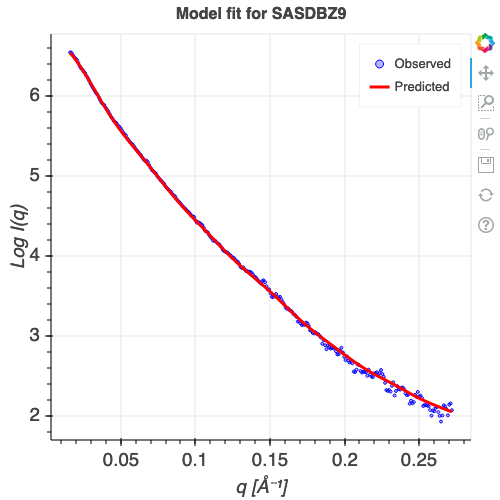 Model fit for SASDBZ9
Observed
Predicted
6
5
4
3
2
Log I(q)
0.05
0.1
0.15
0.2
0.25
q [Å⁻¹]